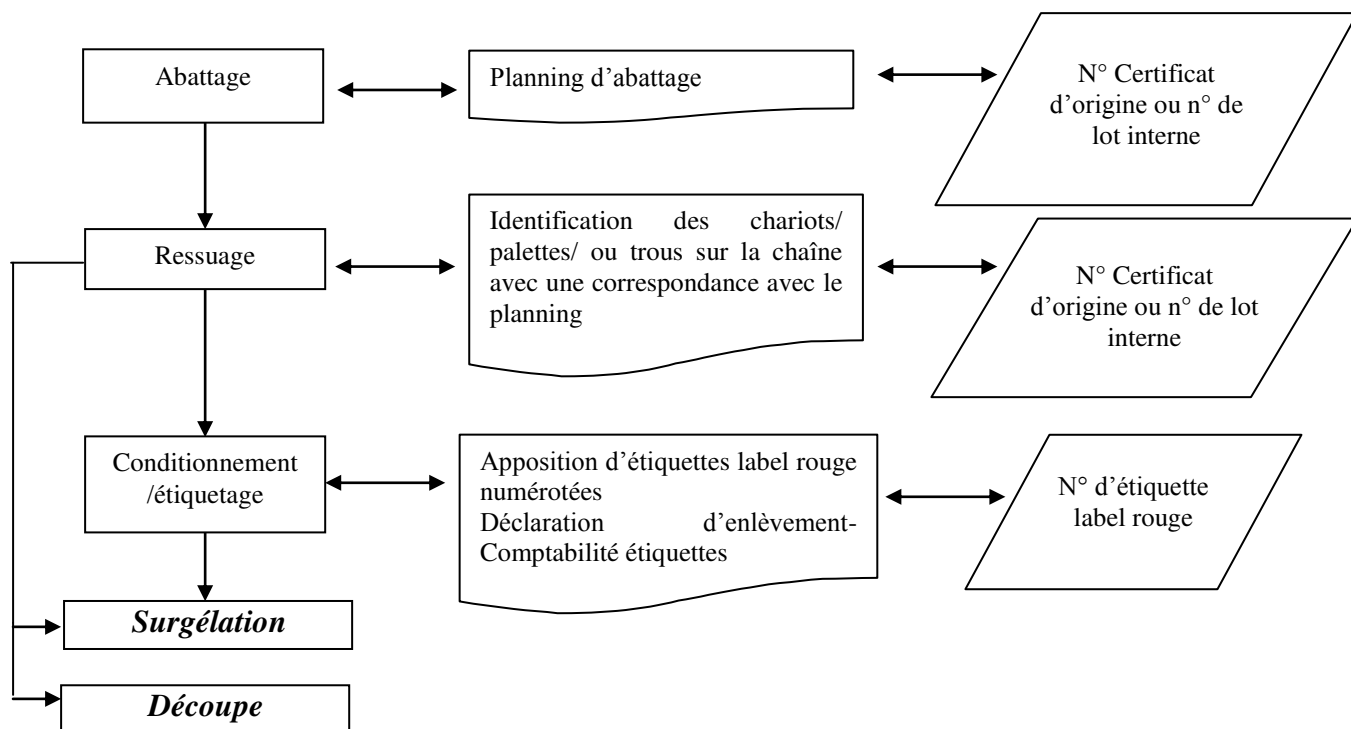 Abattage
Planning d’abattage
N° Certificat
d’origine ou n° de
lot interne
Ressuage
Identification des chariots/
palettes/ ou trous sur la chaîne
avec une correspondance avec le
planning
N° Certificat
d’origine ou n° de lot
interne
Conditionnement
/étiquetage
Apposition d’étiquettes label rouge
numérotées
Déclaration d’enlèvement-
Comptabilité étiquettes
N° d’étiquette
label rouge
Surgélation
Découpe